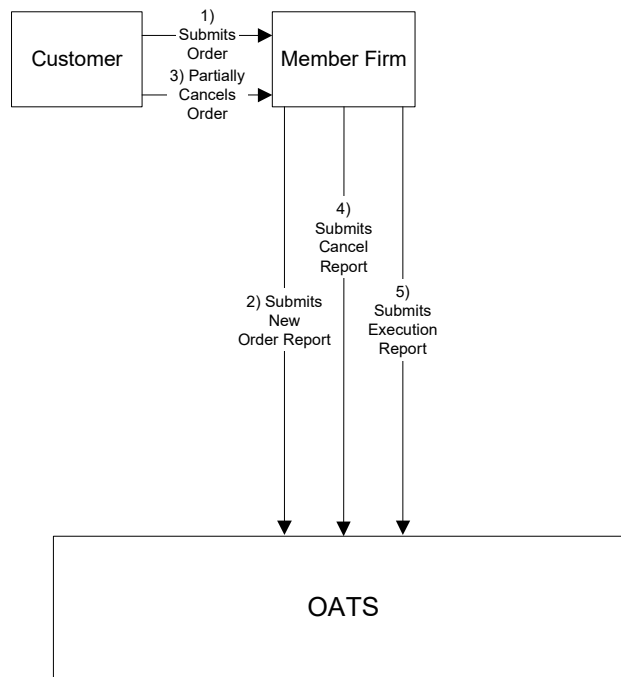 Customer
1)
Submits
Order
Member Firm
3) Partially
Cancels
Order
4)
Submits
Cancel
Report
2) Submits
New
Order Report
5)
Submits
Execution
Report
OATS